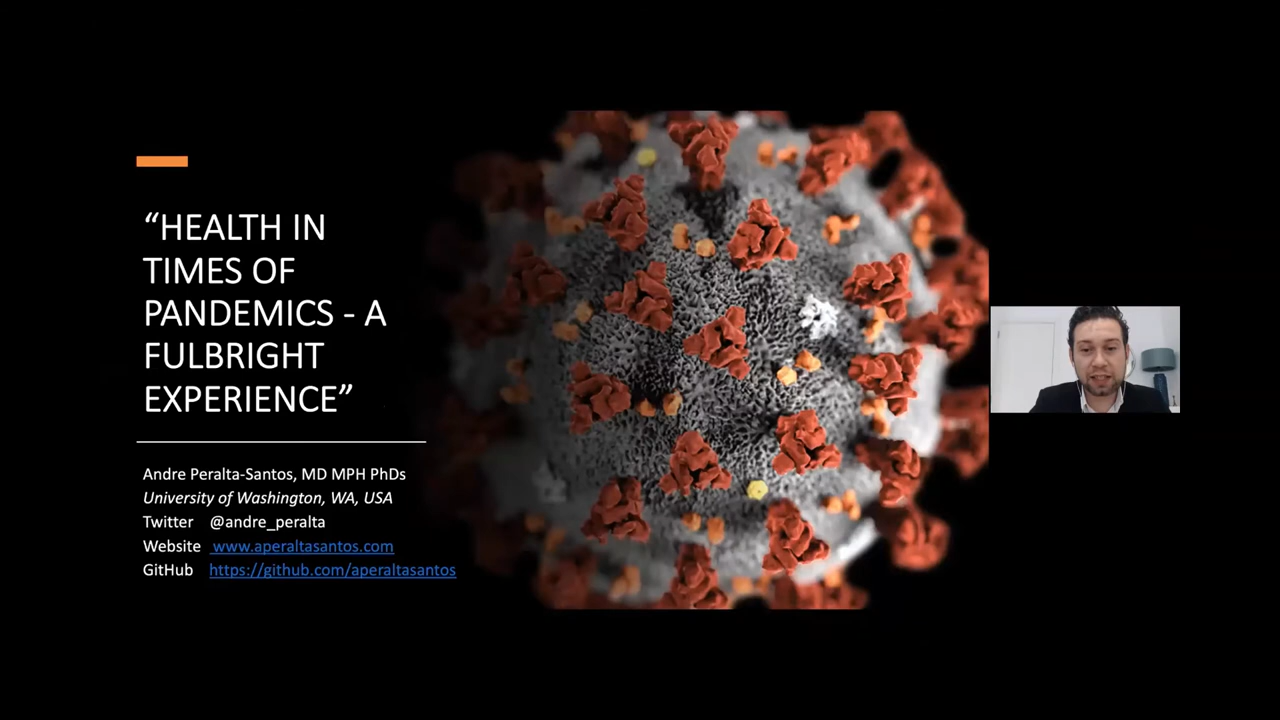 “HEALTH IN
TIMES OF
PANDEMICS - A
FULBRIGHT
EXPERIENCE”
Andre Peralta-Santos, MD MPH PhDs
University of Washington, WA, USA
Twitter @andre_peralta
Website www.aperaltasantos.com
GitHub https://github.com/aperaltasantos